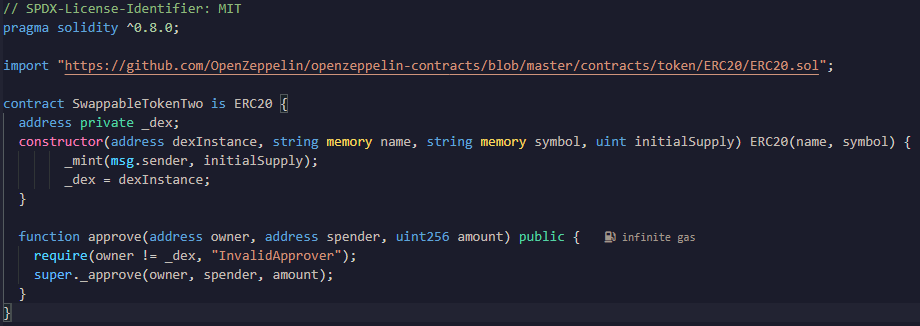 // SPDX-License-Identifier: MIT
pragma solidity ^0.8.0;
import "https://github.com/OpenZeppelin/openzeppelin-contracts/blob/master/contracts/token/ERC20/ERC20.sol";
contract SwappableTokenTwo is ERC20 {
  address private _dex;
  constructor(address dexInstance, string memory name, string memory symbol, uint initialSupply) ERC20(name, symbol) {
        _mint(msg.sender, initialSupply);
        _dex = dexInstance;
  }
  function approve(address owner, address spender, uint256 amount) public { infinite gas
    require(owner != _dex, "InvalidApprover");
    super._approve(owner, spender, amount);
  }
}